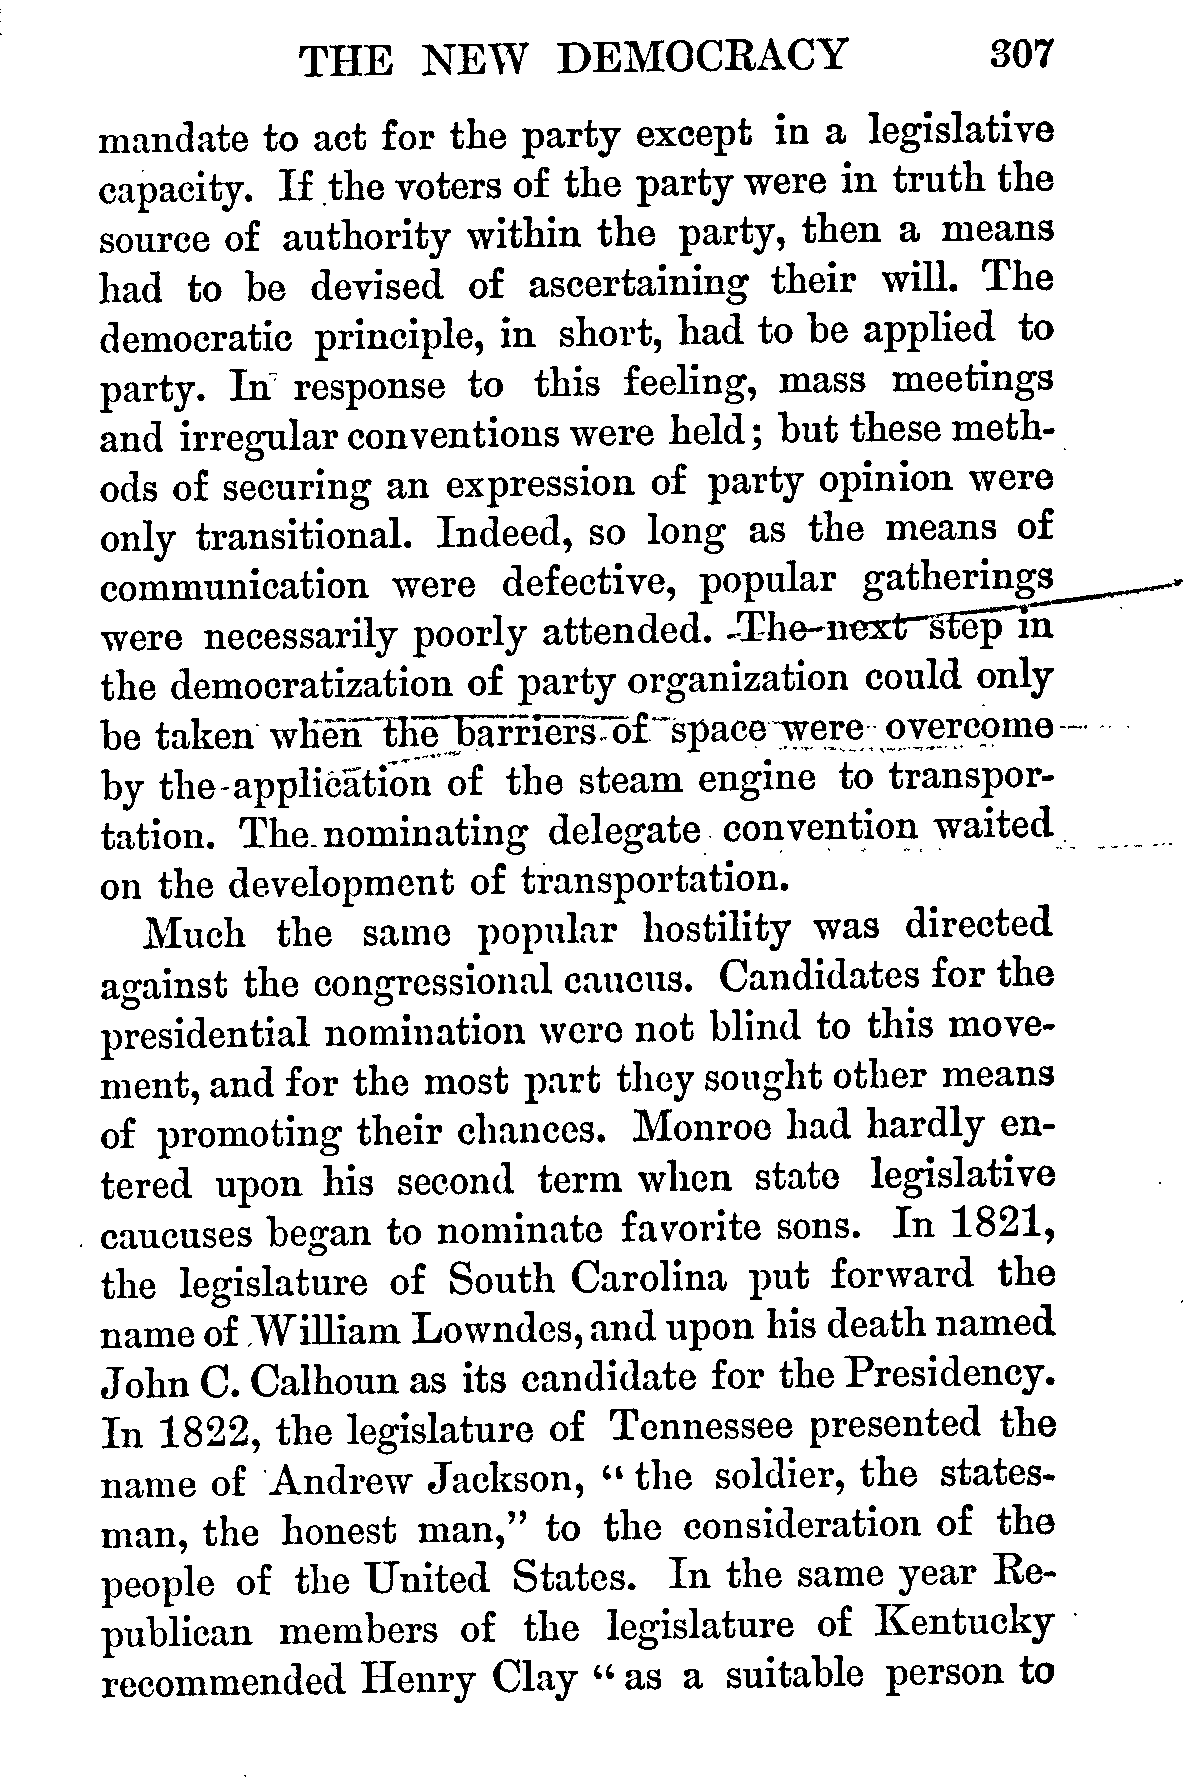 THE NEW DEMOCRACY 307
mandate to act for the party except in a legislative
capacity. If the voters of the party were in truth the
source of authority within the party, then a means
had to be devised of ascertaining their will. The
democratic principle, in short, had to be applied to
party. In response to this feeling, mass meetings
and irregular conventions were held; but these meth-
ods of securing an expression of party opinion were
only transitional. Indeed, so long as the means of
communication were defective, popular gatherings
were necessarily poorly attended. The next step in
the democratization of party organization could only
be taken when the barriers of space were overcome
by the application of the steam engine to transpor-
tation. The nominating delegate convention waited
on the development of transportation.
Much the same popular hostility was directed
against the congressional caucus. Candidates for the
presidential nomination were not blind to this move-
ment, and for the most part they sought other means
of promoting their chances. Monroe had hardly en-
tered upon his second term when state legislative
caucuses began to nominate favorite sons. In 1821,
the legislature of South Carolina put forward the
name of William Lowndes, and upon his death named
John C. Calhoun as its candidate for the Presidency.
In 1822, the legislature of Tennessee presented the
name of Andrew Jackson, “ the soldier, the states-
man, the honest man,” to the consideration of the
people of the United States. In the same year Re-
publican members of the legislature of Kentucky
recommended Henry Clay “ as a suitable person to